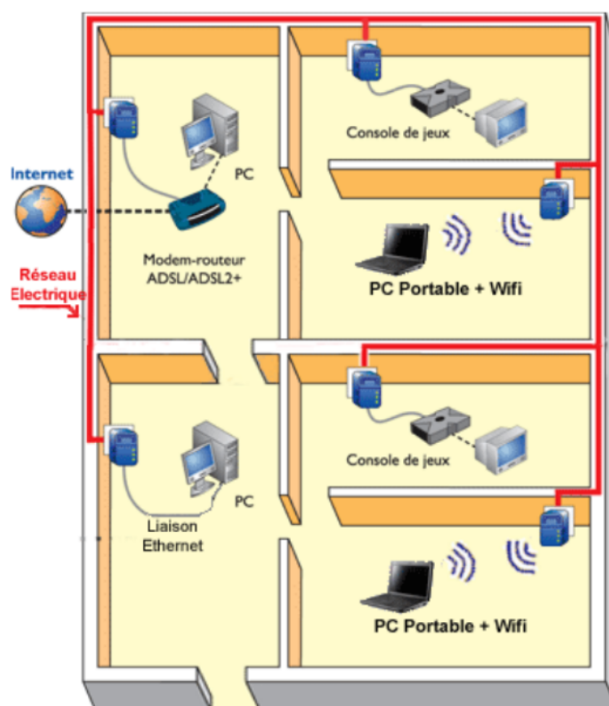 Console de jeux
PC
Internet
Modem-routeur
ADSL/ADSL2+
PC Portable + Wifi
Réseau
Electrique
Console de jeux
PC
Liaison
Ethernet
PC Portable + Wifi